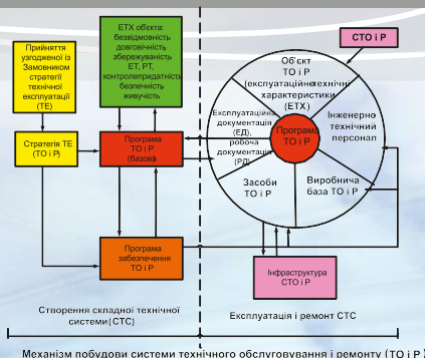 Прийняття
узгодженої із
Замовником
стратегії
технічної
експлуатації
(ТЕ)
ЕТХ об'єкта:
безвідмовність
довговічність
збережуваність
ЕТ, РТ,
контролепридатність
безпечність
живучість
СТО і Р
Об'єкт
ТО і Р
(експлуатаційнотехнічні
характеристики
(ЕТХ)
Інженерно
технічний
персонал
Експлуатаційна
документація
(ЕД),
робоча
документація
(РД)
Програма
ТО і Р
Засоби
ТО і Р
Виробнича
база ТО і Р
Стратегія ТЕ
(ТО і Р)
Програма
ТО і Р
(базова)
Програма
забезпечення
ТО і Р
Інфраструктура
СТО і Р
Створення складної технічної
системи(СТС)
Експлуатація і ремонт СТС
Механізм побудови системи технічного обслуговування і ремонту (ТО і Р)